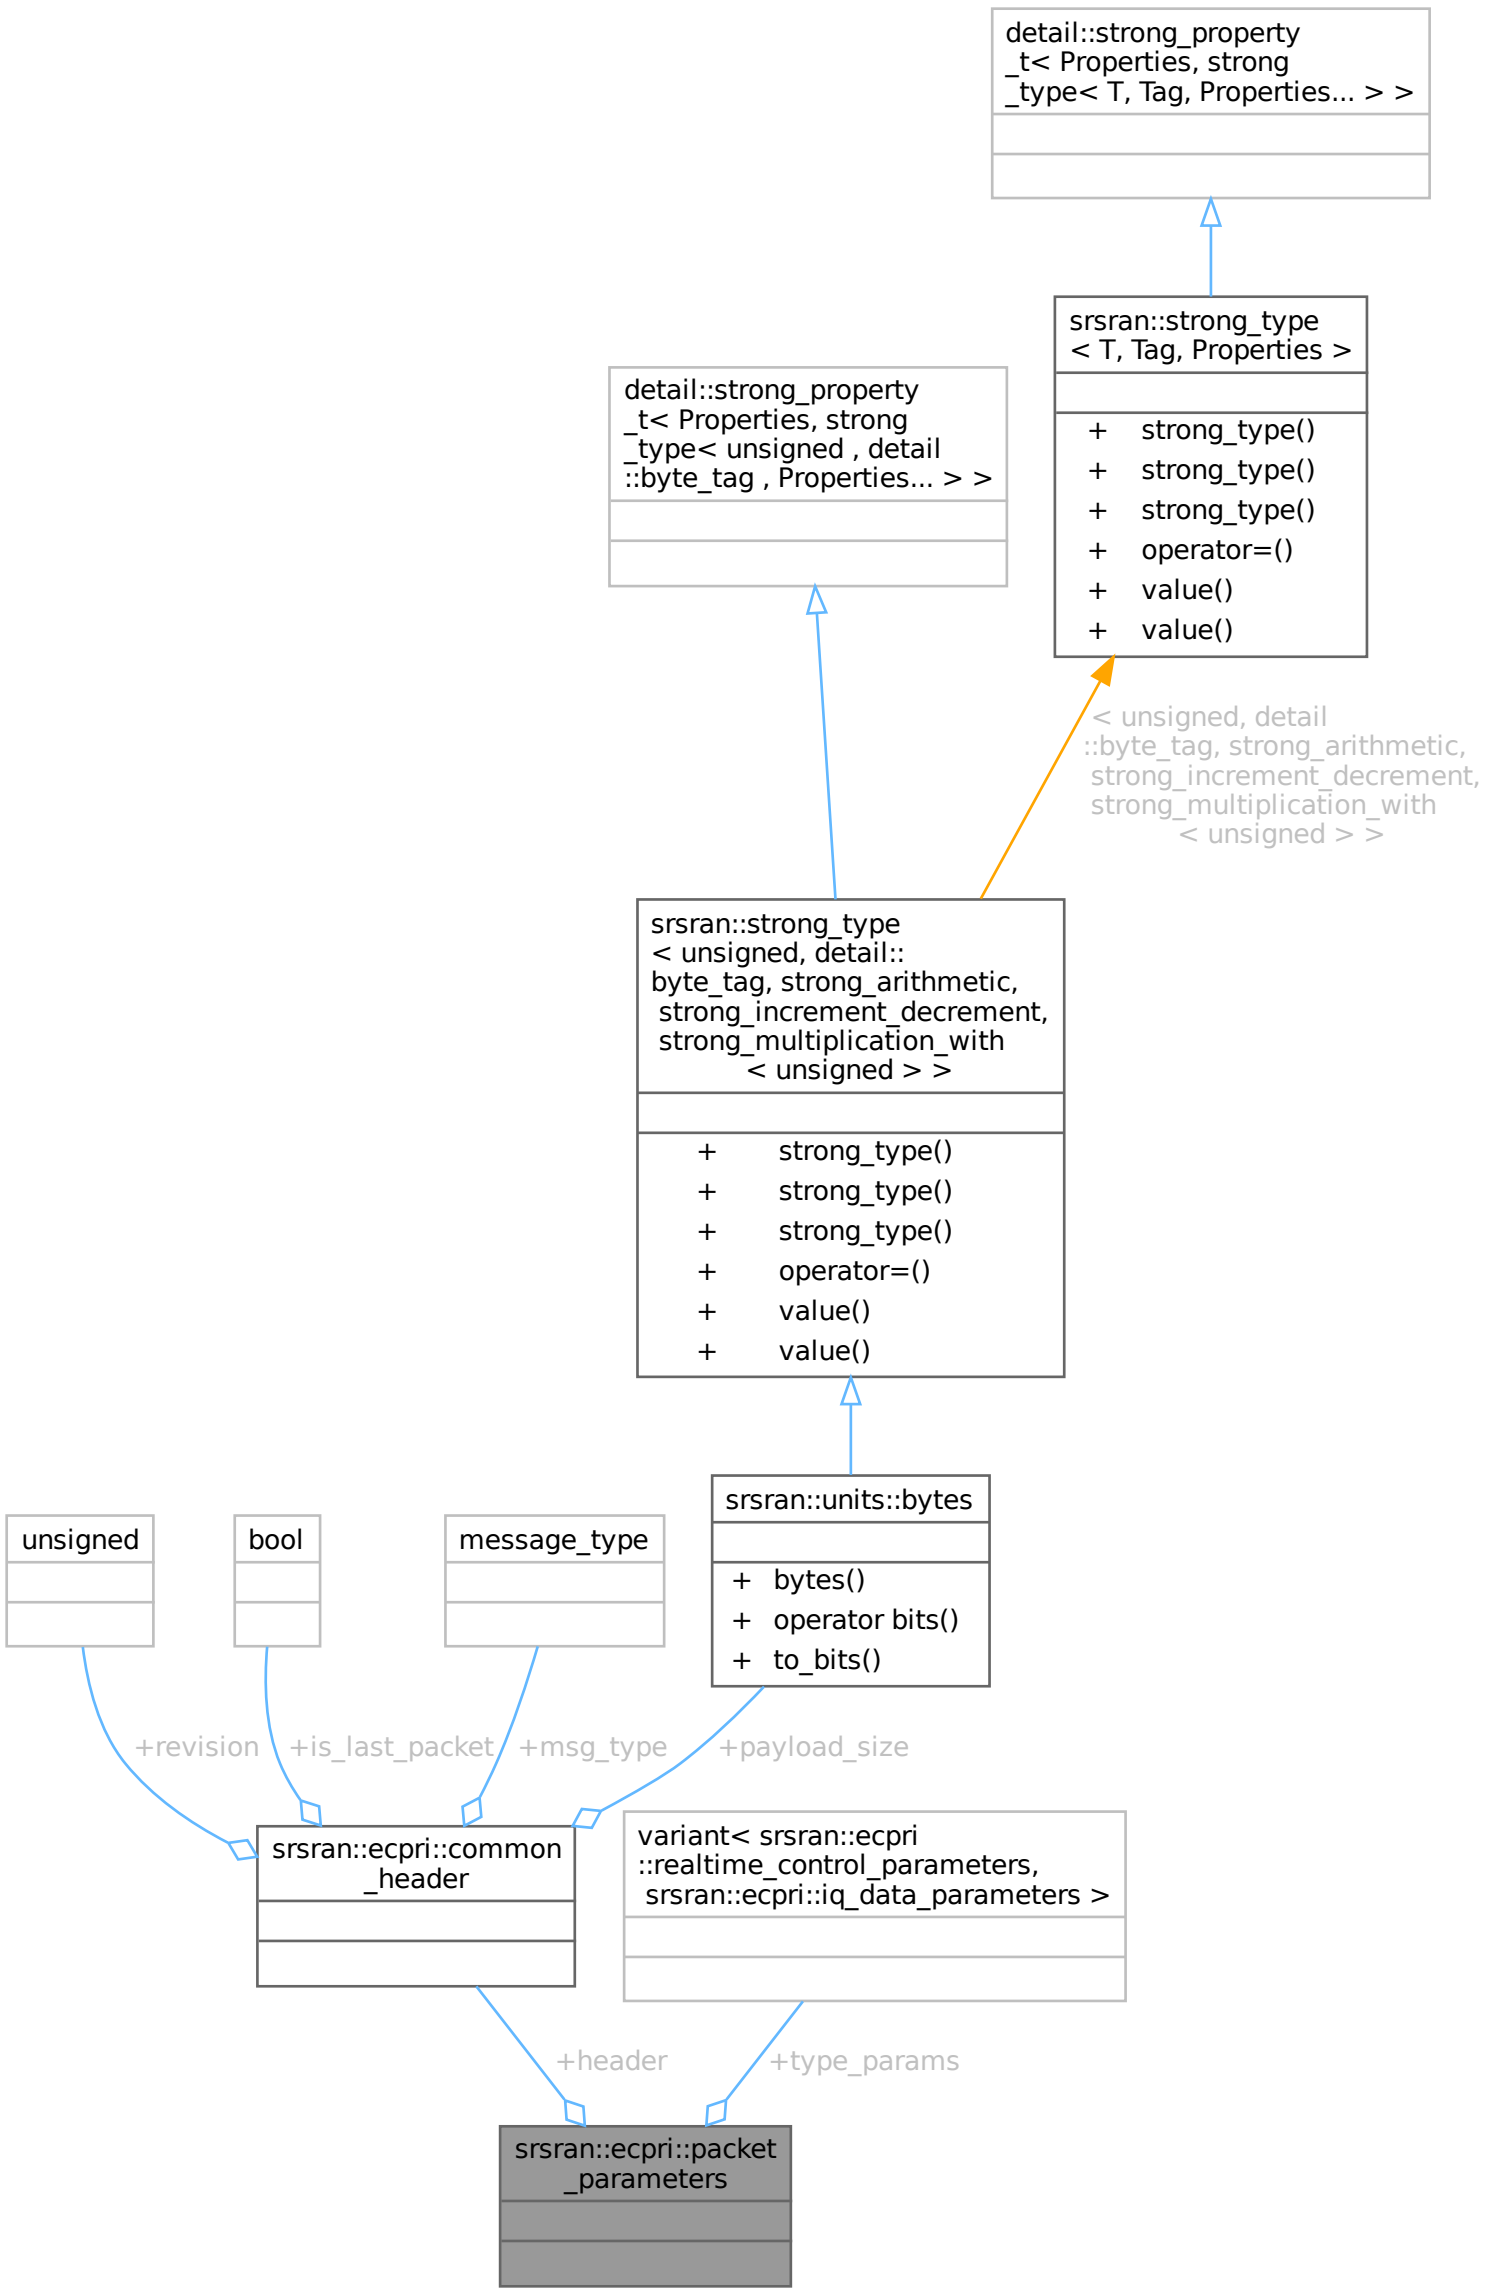 detail::strong_property
_t< Properties, strong
_type< T, Tag, Properties... > >
srsran::strong_type
< T, Tag, Properties >
+ strong_type()
+ strong_type()
+ strong_type()
+ operator=()
+ value()
+ value()
detail::strong_property
_t< Properties, strong
_type< unsigned , detail
::byte_tag , Properties... > >
< unsigned, detail
::byte_tag, strong_arithmetic,
strong_increment_decrement,
strong_multiplication_with
< unsigned > >
srsran::strong_type
< unsigned, detail::
byte_tag, strong_arithmetic,
strong_increment_decrement,
strong_multiplication_with
< unsigned > >
+ strong_type()
+ strong_type()
+ strong_type()
+ operator=()
+ value()
+ value()
srsran::units::bytes
+ bytes()
+ operator bits()
+ to_bits()
unsigned
bool
message_type
+revision
+is_last_packet
+msg_type
+payload_size
srsran::ecpri::common
_header
variant< srsran::ecpri
::realtime_control_parameters,
srsran::ecpri::iq_data_parameters >
+header
+type_params
srsran::ecpri::packet
_parameters